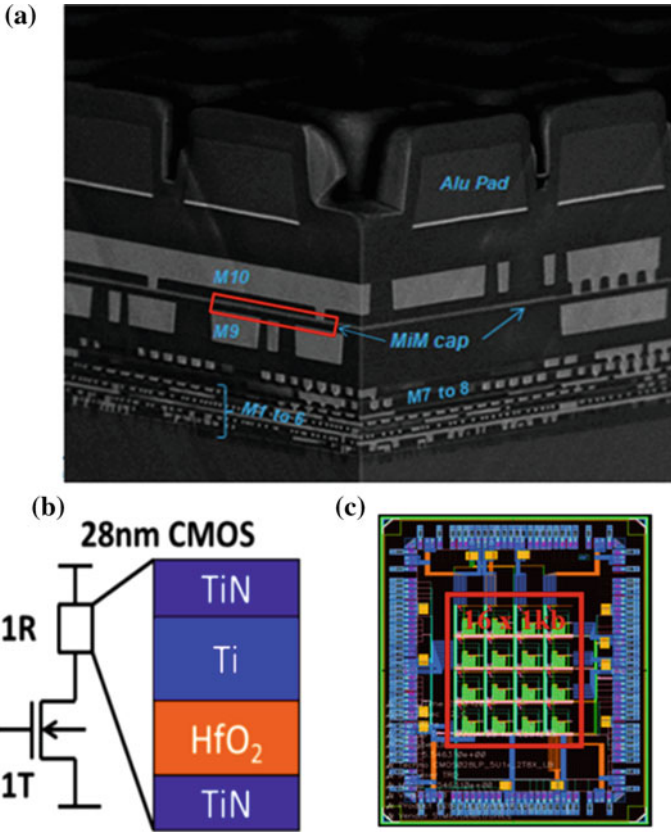 (a)
Alu Pad
M10
M9
MiM cap
M7 to 8
M1 to 6
(b)
28nm CMOS
1R
1T
TiN
Ti
HfO₂
TiN
(c)
16 x 1kb